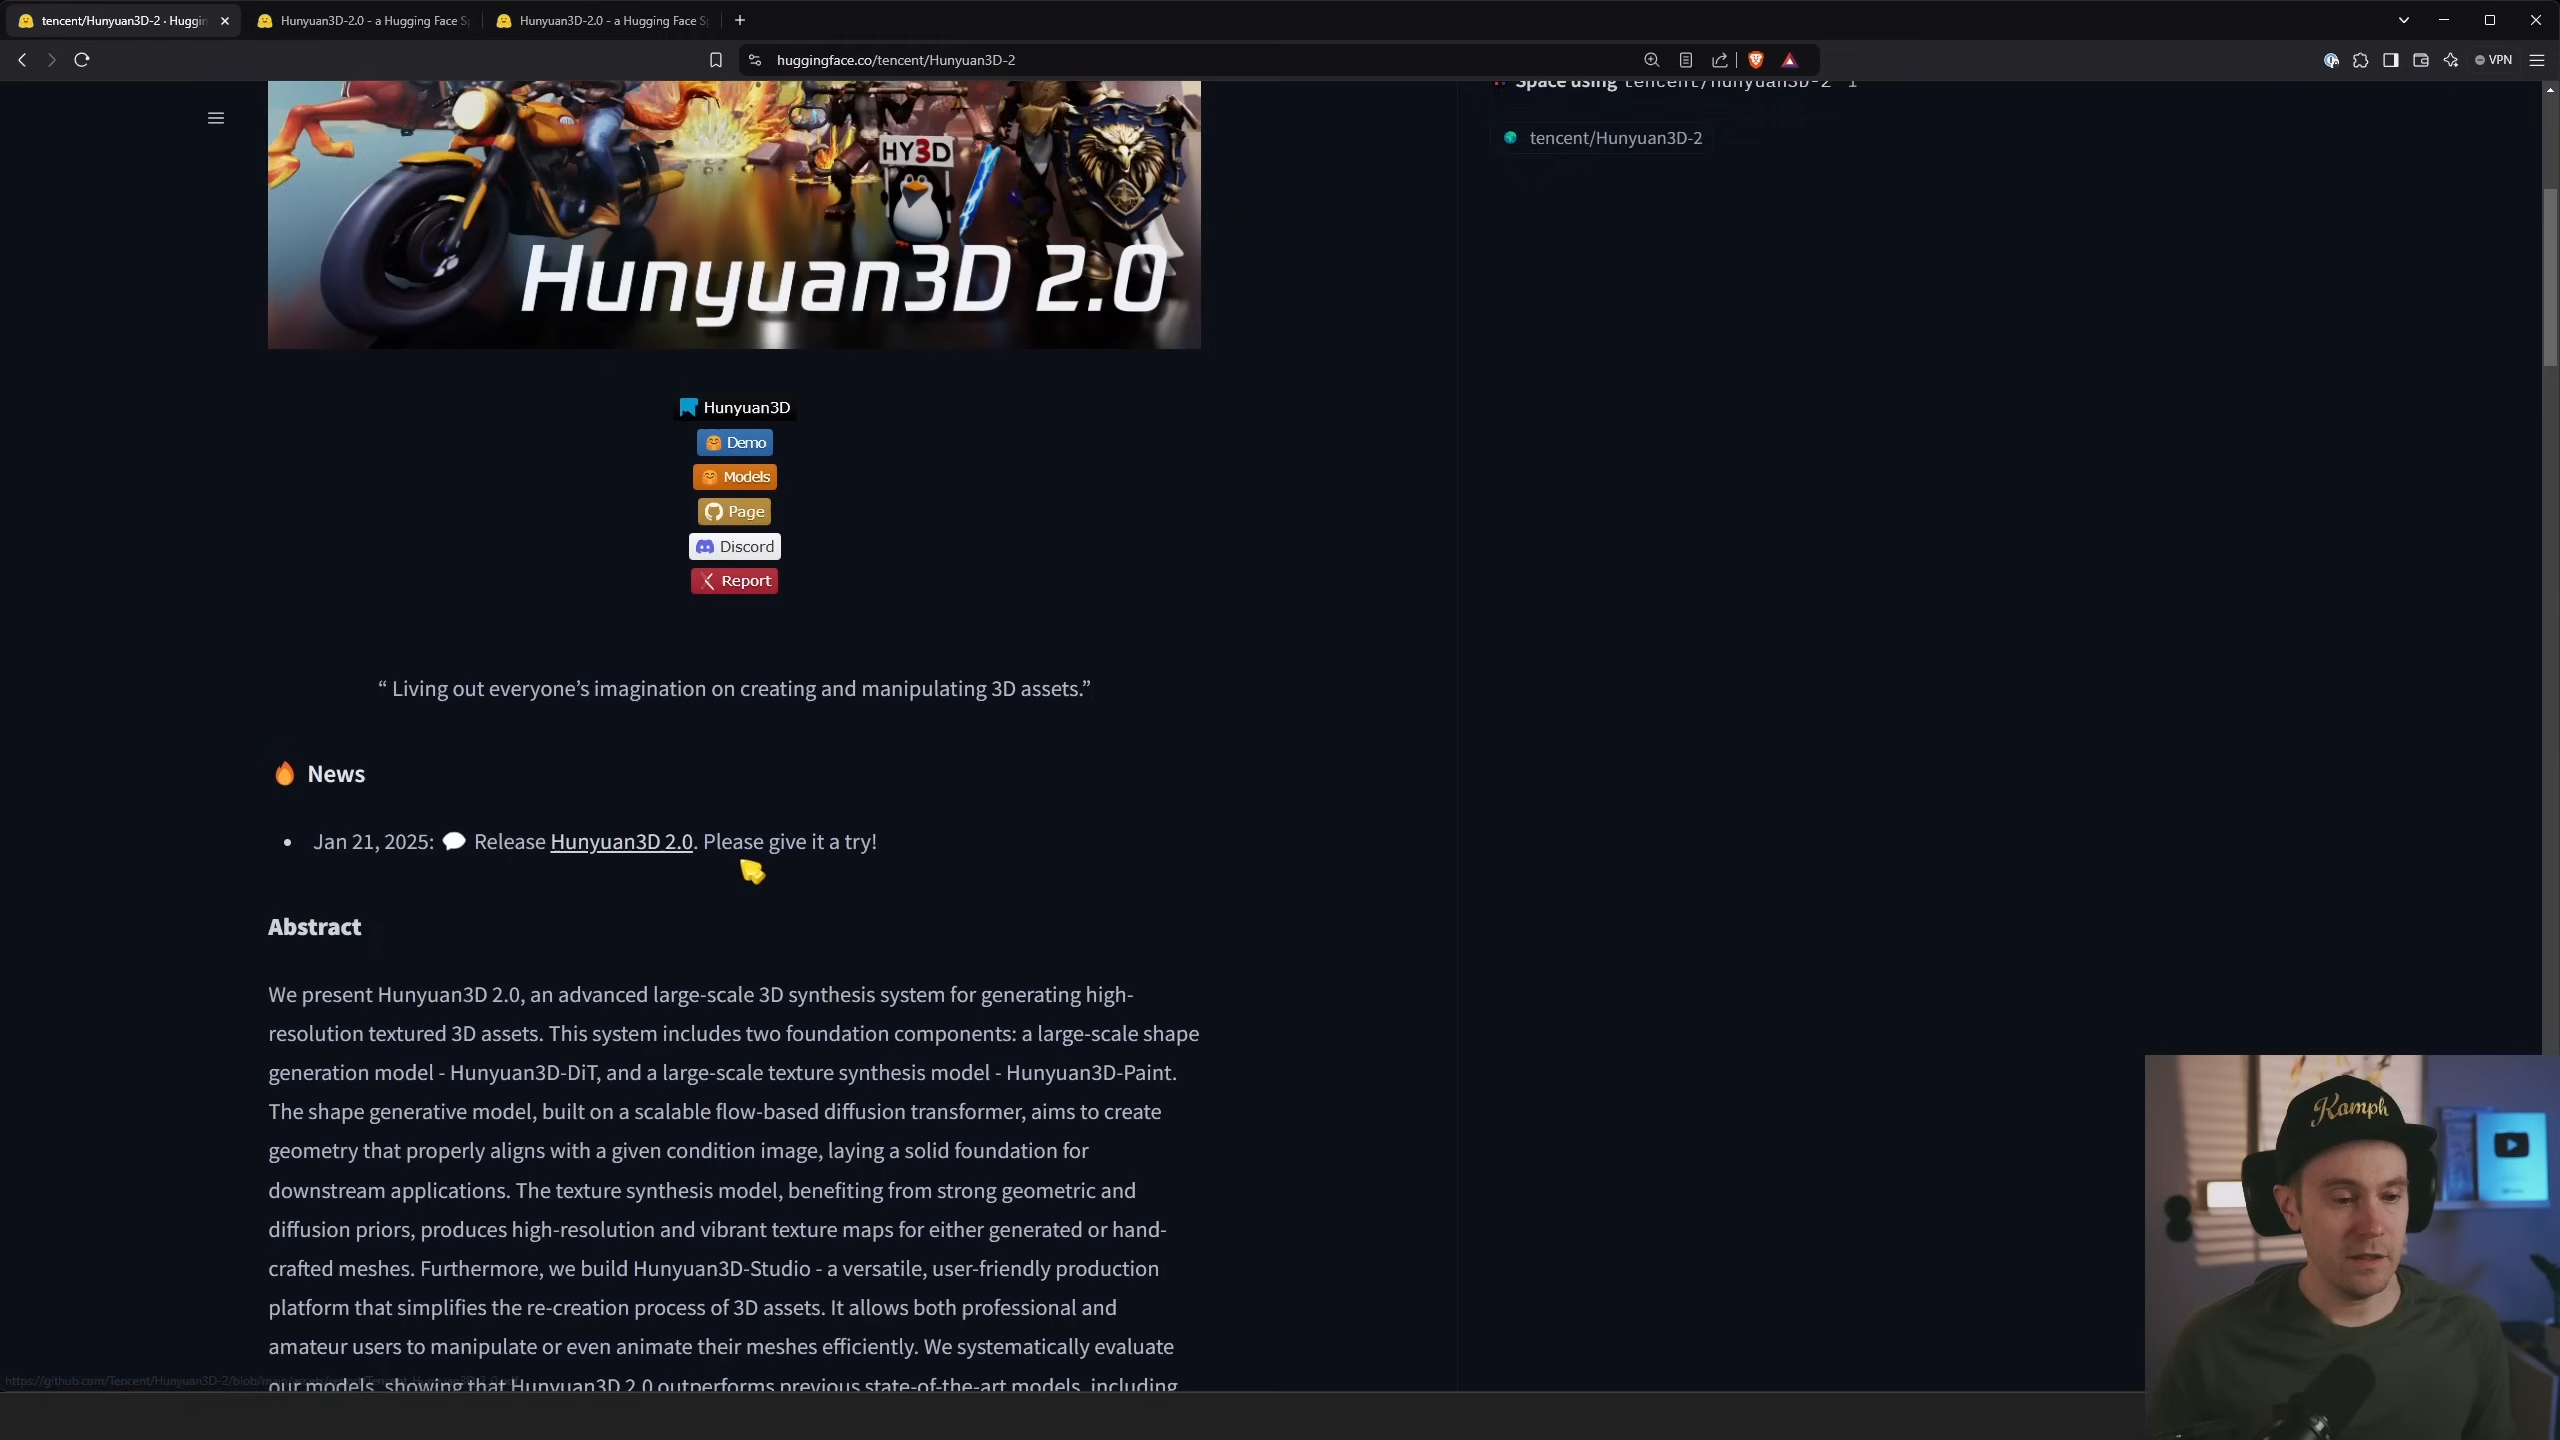 tencent/Hunyuan3D-2 · Huggin
Hunyuan3D-2.0 - a Hugging Face S
Hunyuan3D-2.0 - a Hugging Face S
huggingface.co/tencent/Hunyuan3D-2
VPN
Space using tencent/Hunyuan3D-2 1
tencent/Hunyuan3D-2
HY3D
Hunyuan3D 2.0
Hunyuan3D
Demo
Models
Page
Discord
Report
“ Living out everyone’s imagination on creating and manipulating 3D assets.”
🔥 News
• Jan 21, 2025: 💬 Release Hunyuan3D 2.0. Please give it a try!
Abstract
We present Hunyuan3D 2.0, an advanced large-scale 3D synthesis system for generating high-
resolution textured 3D assets. This system includes two foundation components: a large-scale shape
generation model - Hunyuan3D-DiT, and a large-scale texture synthesis model - Hunyuan3D-Paint.
The shape generative model, built on a scalable flow-based diffusion transformer, aims to create
geometry that properly aligns with a given condition image, laying a solid foundation for
downstream applications. The texture synthesis model, benefiting from strong geometric and
diffusion priors, produces high-resolution and vibrant texture maps for either generated or hand-
crafted meshes. Furthermore, we build Hunyuan3D-Studio - a versatile, user-friendly production
platform that simplifies the re-creation process of 3D assets. It allows both professional and
amateur users to manipulate or even animate their meshes efficiently. We systematically evaluate
our models, showing that Hunyuan3D 2.0 outperforms previous state-of-the-art models, including
Kamph